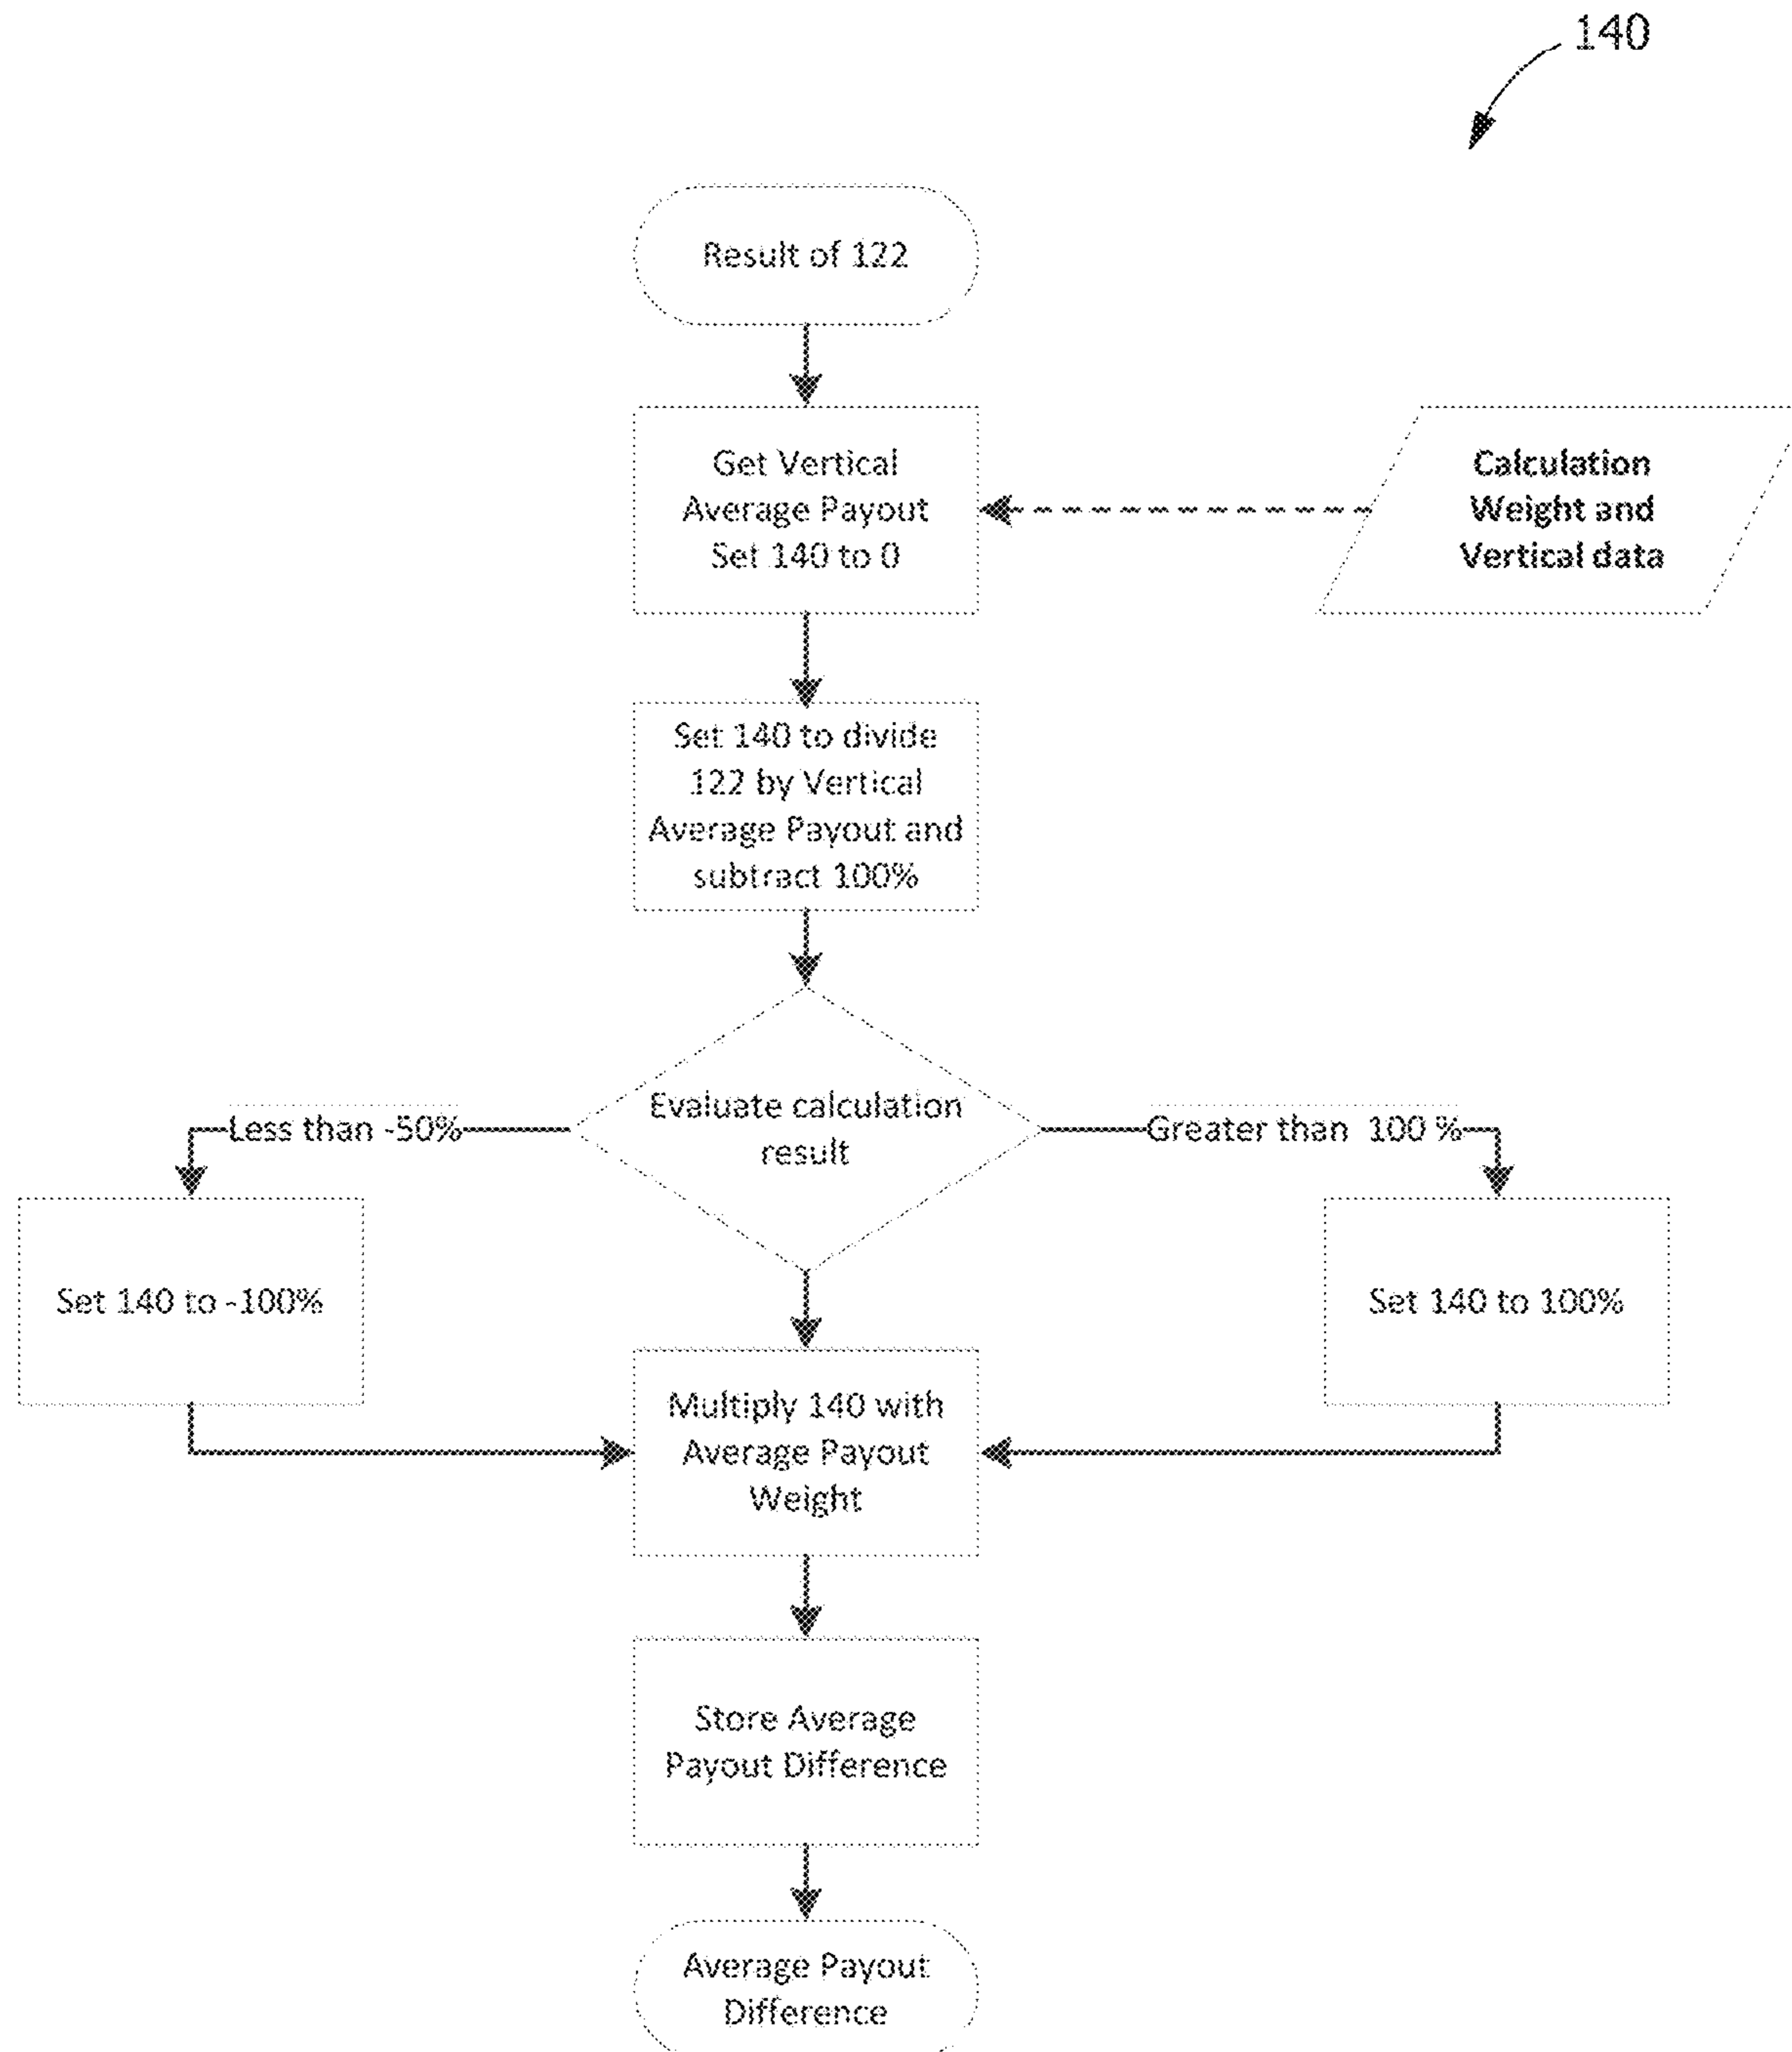 140
Result of 122
Get Vertical
Average Payout
Set 140 to 0
Calculation
Weight and
Vertical data
Set 140 to divide
122 by Vertical
Average Payout and
subtract 100%
Evaluate calculation
result
Less than -50%
Greater than 100 %
Set 140 to -100%
Set 140 to 100%
Multiply 140 with
Average Payout
Weight
Store Average
Payout Difference
Average Payout
Difference